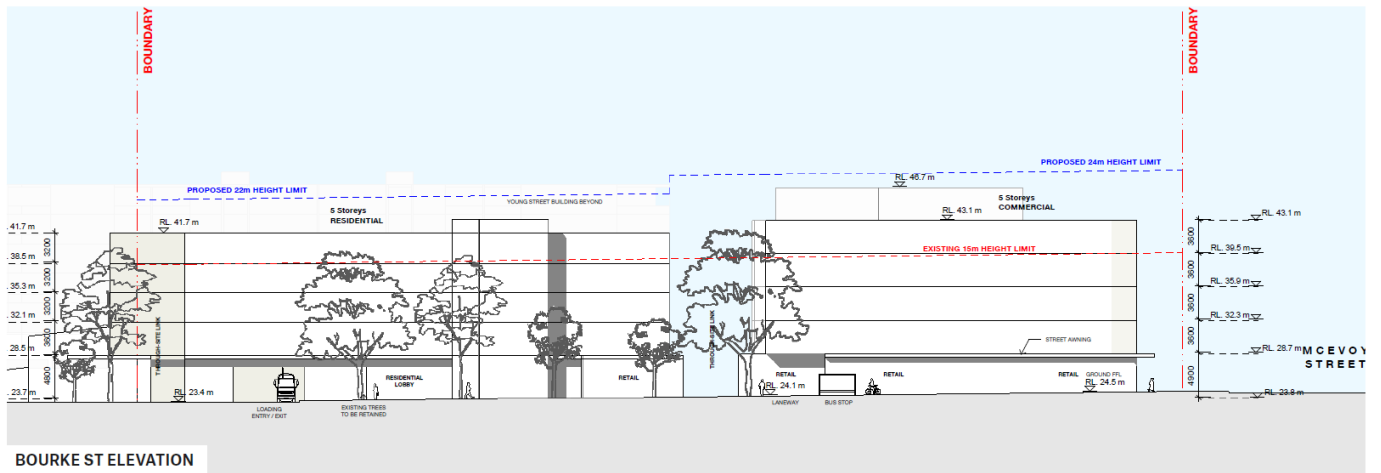 BOUNDARY
BOUNDARY
PROPOSED 24m HEIGHT LIMIT
PROPOSED 22m HEIGHT LIMIT
RL. 46.7 m
YOUNG STREET BUILDING BEYOND
5 Storeys
RESIDENTIAL
5 Storeys
COMMERCIAL
RL. 41.7 m
RL. 43.1 m
RL. 43.1 m
. 41.7 m
3200
3600
EXISTING 15m HEIGHT LIMIT
RL. 39.5 m
. 38.5 m
3200
3600
RL. 35.9 m
. 35.3 m
3200
3600
RL. 32.3 m
. 32.1 m
3600
3600
THROUGH-SITE LINK
THROUGH-SITE LINK
STREET AWNING
. 28.5 m
RL. 28.7 m
MCEVOY
STREET
4800
4900
RESIDENTIAL
LOBBY
RETAIL
RETAIL
RETAIL
RETAIL
GROUND FFL
. 23.7 m
RL. 23.4 m
RL. 24.1 m
RL. 24.5 m
RL. 23.8 m
LOADING
ENTRY / EXIT
EXISTING TREES
TO BE RETAINED
LANEWAY
BUS STOP
BOURKE ST ELEVATION